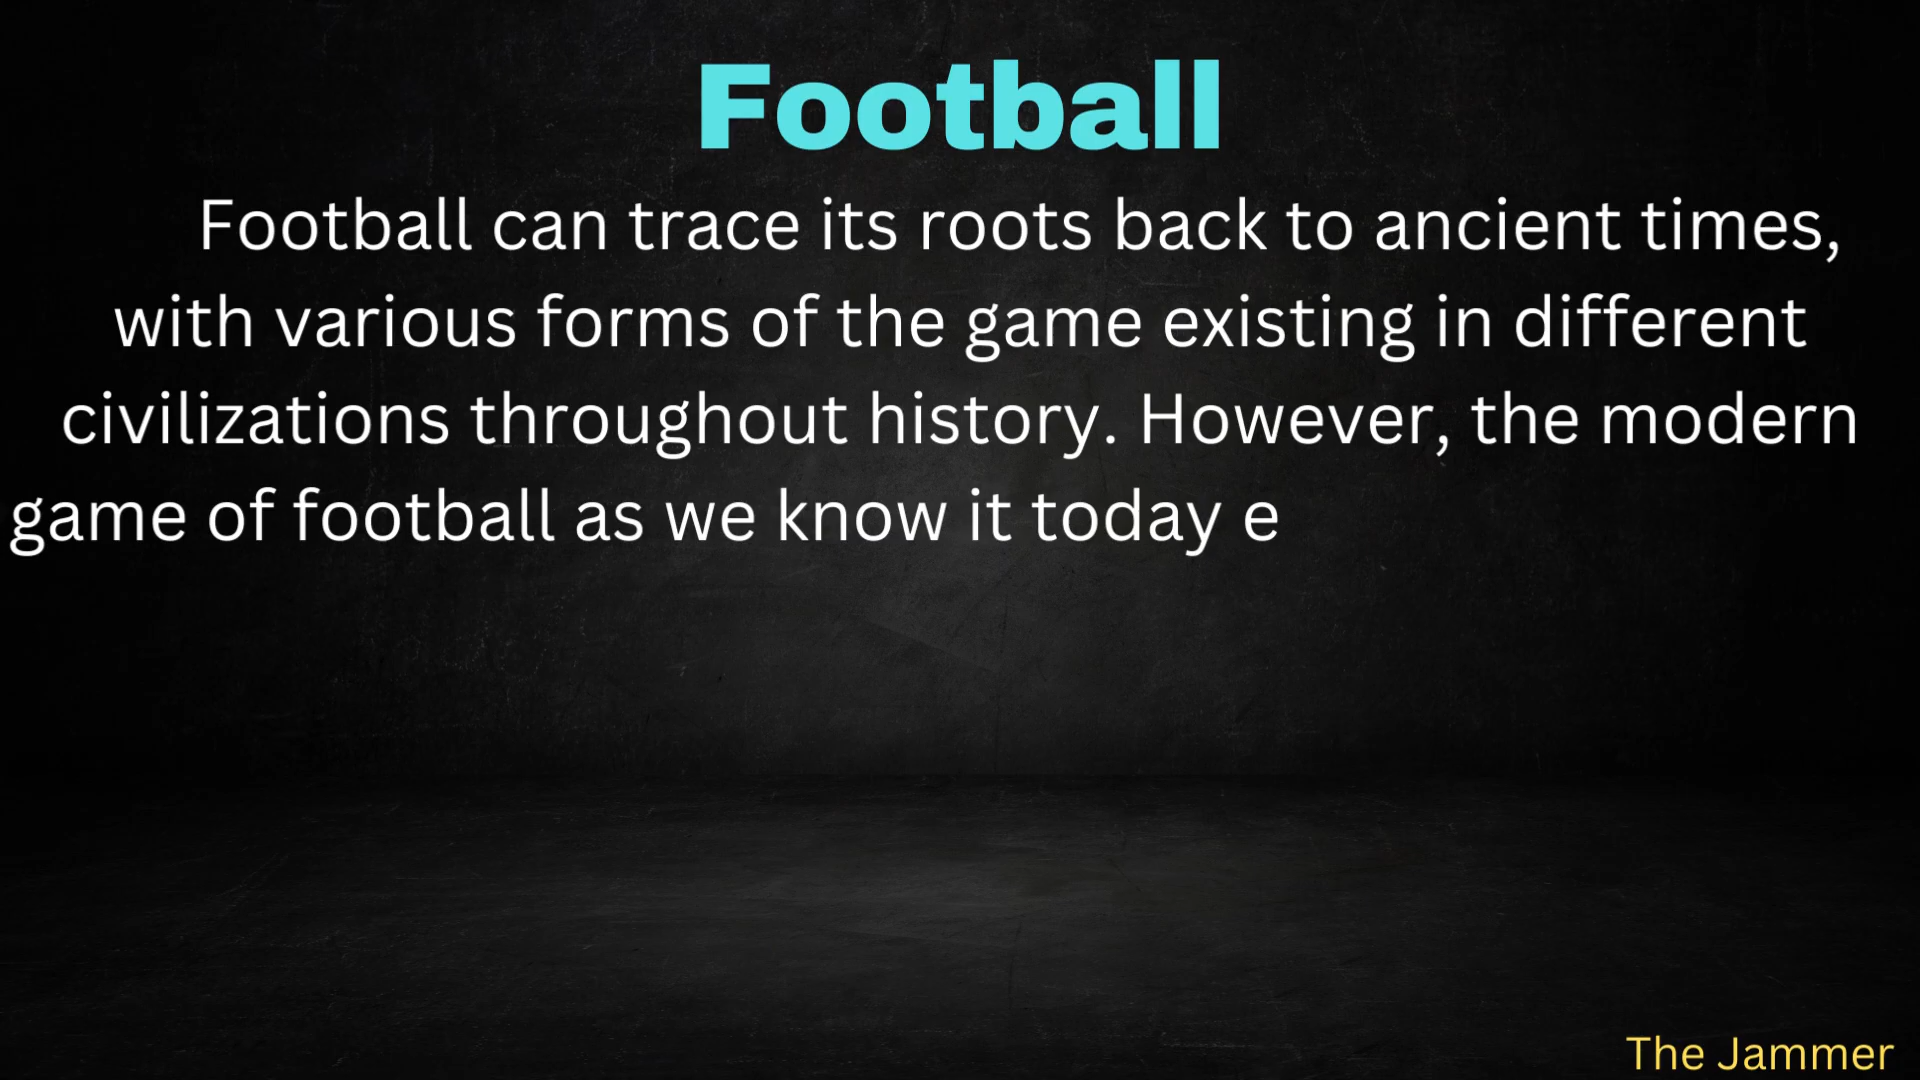 Football
Football can trace its roots back to ancient times,
with various forms of the game existing in different
civilizations throughout history. However, the modern
game of football as we know it today e
The Jammer